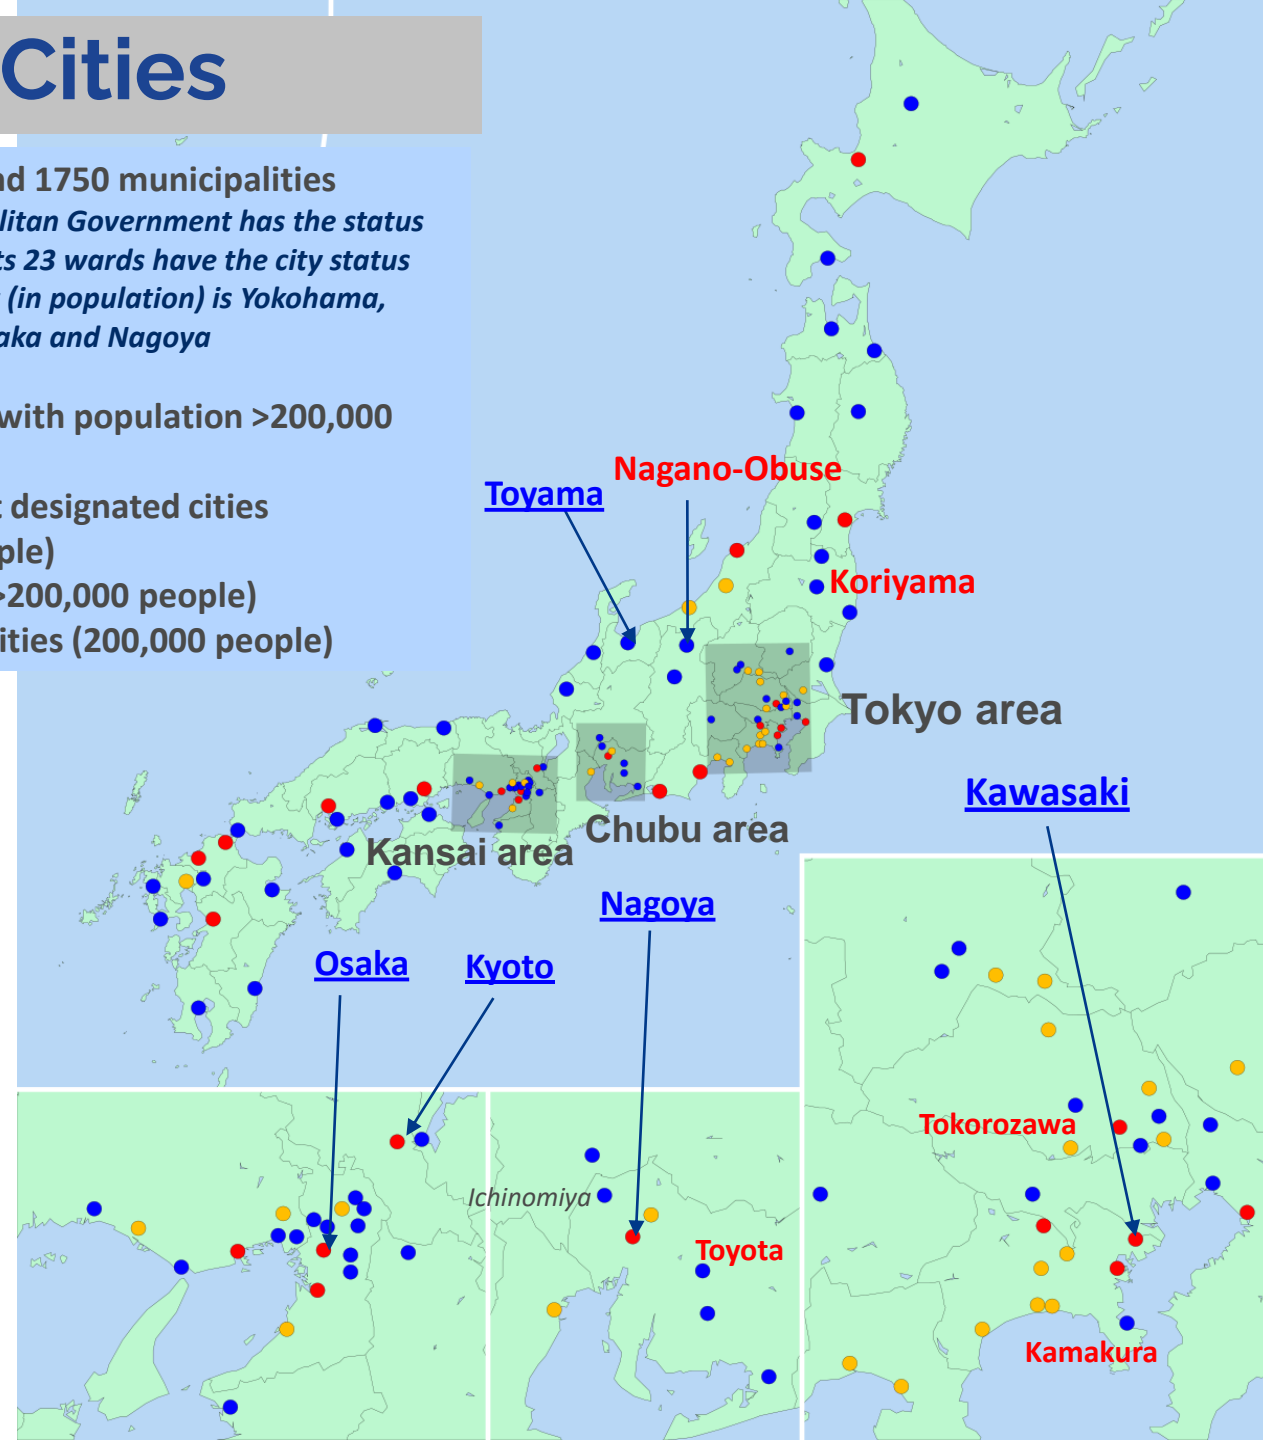 Cities
nd 1750 municipalities
litan Government has the status
ts 23 wards have the city status
(in population) is Yokohama,
aka and Nagoya
with population >200,000
t designated cities
ple)
>200,000 people)
ities (200,000 people)
Nagano-Obuse
Toyama
Koriyama
Tokyo area
Kawasaki
Chubu area
Kansai area
Nagoya
Osaka
Kyoto
Tokorozawa
Ichinomiya
Toyota
Kamakura